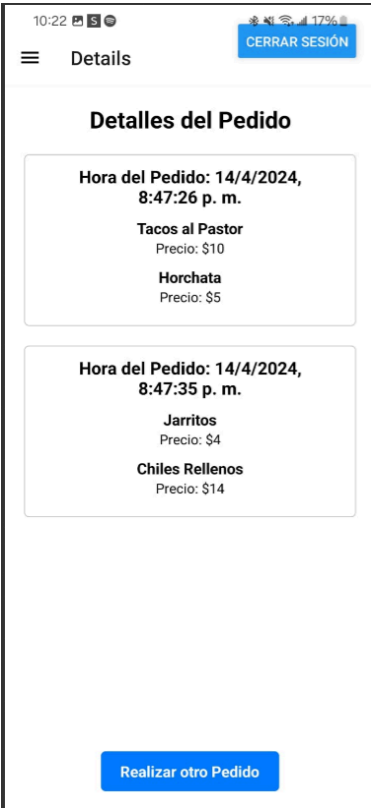 10:22 S 17%
CERRAR SESIÓN
Details
Detalles del Pedido
Hora del Pedido: 14/4/2024,
8:47:26 p. m.
Tacos al Pastor
Precio: $10
Horchata
Precio: $5
Hora del Pedido: 14/4/2024,
8:47:35 p. m.
Jarritos
Precio: $4
Chiles Rellenos
Precio: $14
Realizar otro Pedido